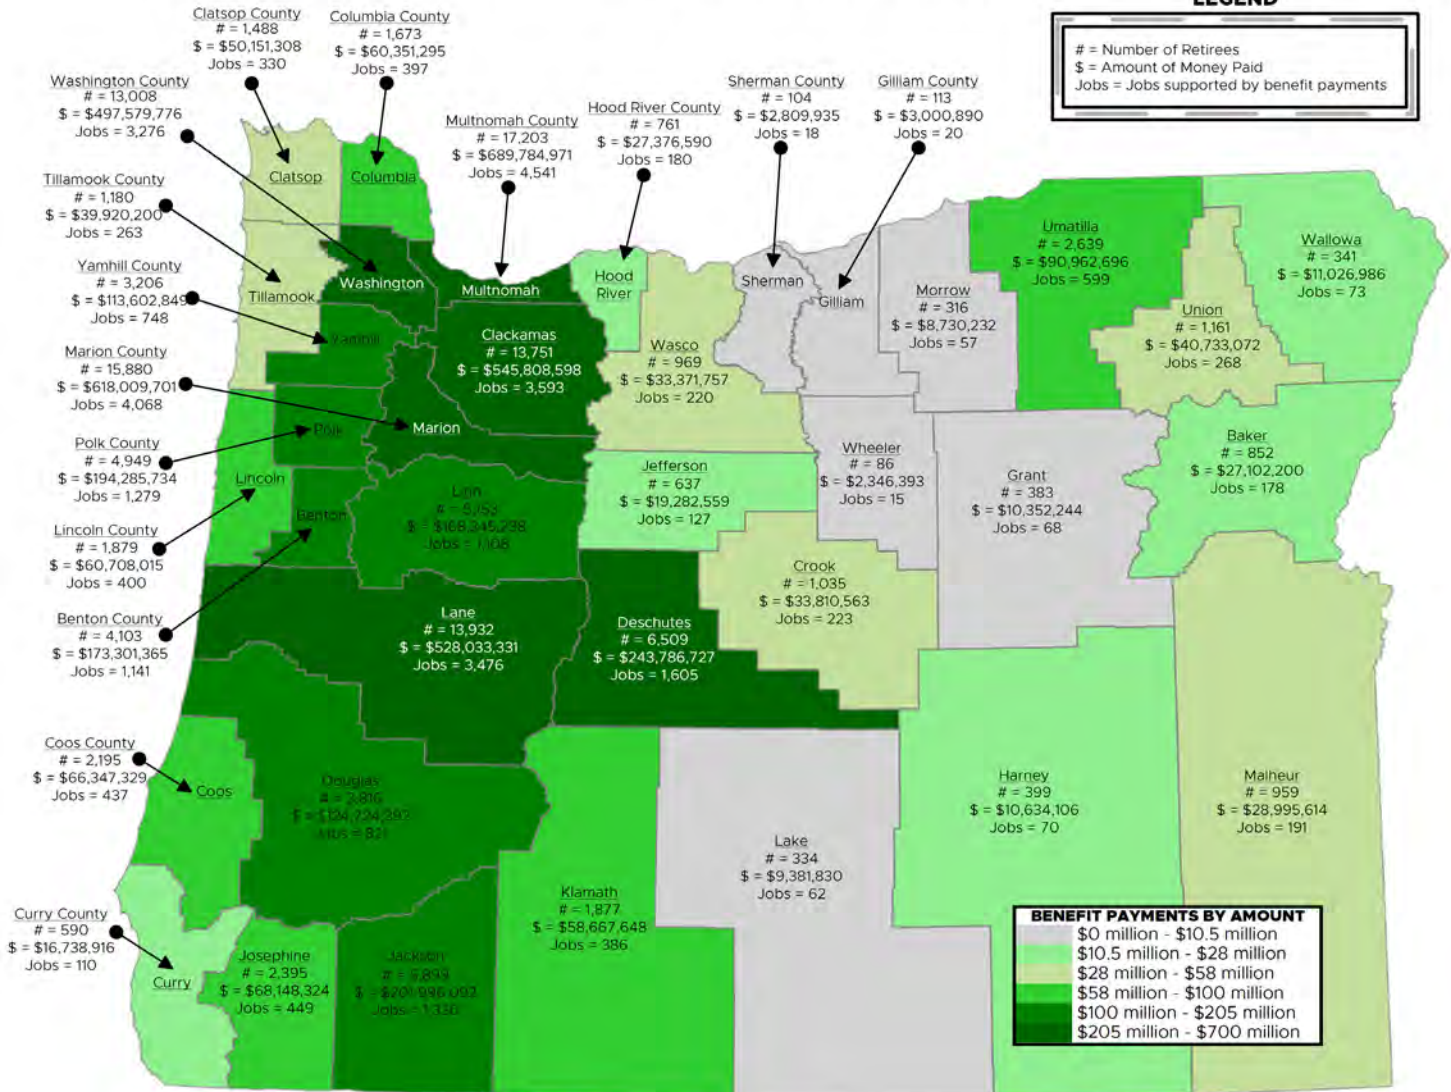 LEGEND
# = Number of Retirees
$ = Amount of Money Paid
Jobs = Jobs supported by benefit payments
Clatsop County
# = 1,488
$ = $50,151,308
Jobs = 330
Columbia County
# = 1,673
$ = $60,351,295
Jobs = 397
Washington County
# = 13,008
$ = $497,579,776
Jobs = 3,276
Multnomah County
# = 17,203
$ = $689,784,971
Jobs = 4,541
Hood River County
# = 761
$ = $27,376,590
Jobs = 180
Sherman County
# = 104
$ = $2,809,935
Jobs = 18
Gilliam County
# = 113
$ = $3,000,890
Jobs = 20
Tillamook County
# = 1,180
$ = $39,920,200
Jobs = 263
Yamhill County
# = 3,206
$ = $113,602,849
Jobs = 748
Marion County
# = 15,880
$ = $618,009,701
Jobs = 4,068
Polk County
# = 4,949
$ = $194,285,734
Jobs = 1,279
Lincoln County
# = 1,879
$ = $60,708,015
Jobs = 400
Benton County
# = 4,103
$ = $173,301,365
Jobs = 1,141
Coos County
# = 2,195
$ = $66,347,329
Jobs = 437
Curry County
# = 590
$ = $16,738,916
Jobs = 110
Clatsop
Columbia
Tillamook
Washington
Multnomah
Hood
River
Sherman
Gilliam
Yamhill
Polk
Marion
Lincoln
Benton
Coos
Curry
Clackamas
# = 13,751
$ = $545,808,598
Jobs = 3,593
Wasco
# = 969
$ = $33,371,757
Jobs = 220
Morrow
# = 316
$ = $8,730,232
Jobs = 57
Umatilla
# = 2,639
$ = $90,962,696
Jobs = 599
Union
# = 1,161
$ = $40,733,072
Jobs = 268
Wallowa
# = 341
$ = $11,026,986
Jobs = 73
Baker
# = 852
$ = $27,102,200
Jobs = 178
Wheeler
# = 86
$ = $2,346,393
Jobs = 15
Grant
# = 383
$ = $10,352,244
Jobs = 68
Jefferson
# = 637
$ = $19,282,559
Jobs = 127
Linn
$ = $168,345,238
Jobs = 1,108
Crook
# = 1,035
$ = $33,810,563
Jobs = 223
Lane
# = 13,932
$ = $528,033,331
Jobs = 3,476
Deschutes
# = 6,509
$ = $243,786,727
Jobs = 1,605
Douglas
Jobs = 821
Harney
# = 399
$ = $10,634,106
Jobs = 70
Malheur
# = 959
$ = $28,995,614
Jobs = 191
Lake
# = 334
$ = $9,381,830
Jobs = 62
Klamath
# = 1,877
$ = $58,667,648
Jobs = 386
Josephine
# = 2,395
$ = $68,148,324
Jobs = 449
Jackson
BENEFIT PAYMENTS BY AMOUNT
$0 million - $10.5 million
$10.5 million - $28 million
$28 million - $58 million
$58 million - $100 million
$100 million - $205 million
$205 million - $700 million